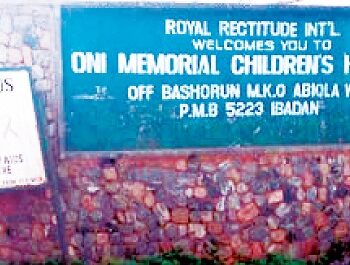 ROYAL RECTITUDE INT'L
WELCOMES YOU TO
ONI MEMORIAL CHILDREN'S H
OFF BASHORUN M.K.O ABIOLA W
P.M.B 5223 IBADAN